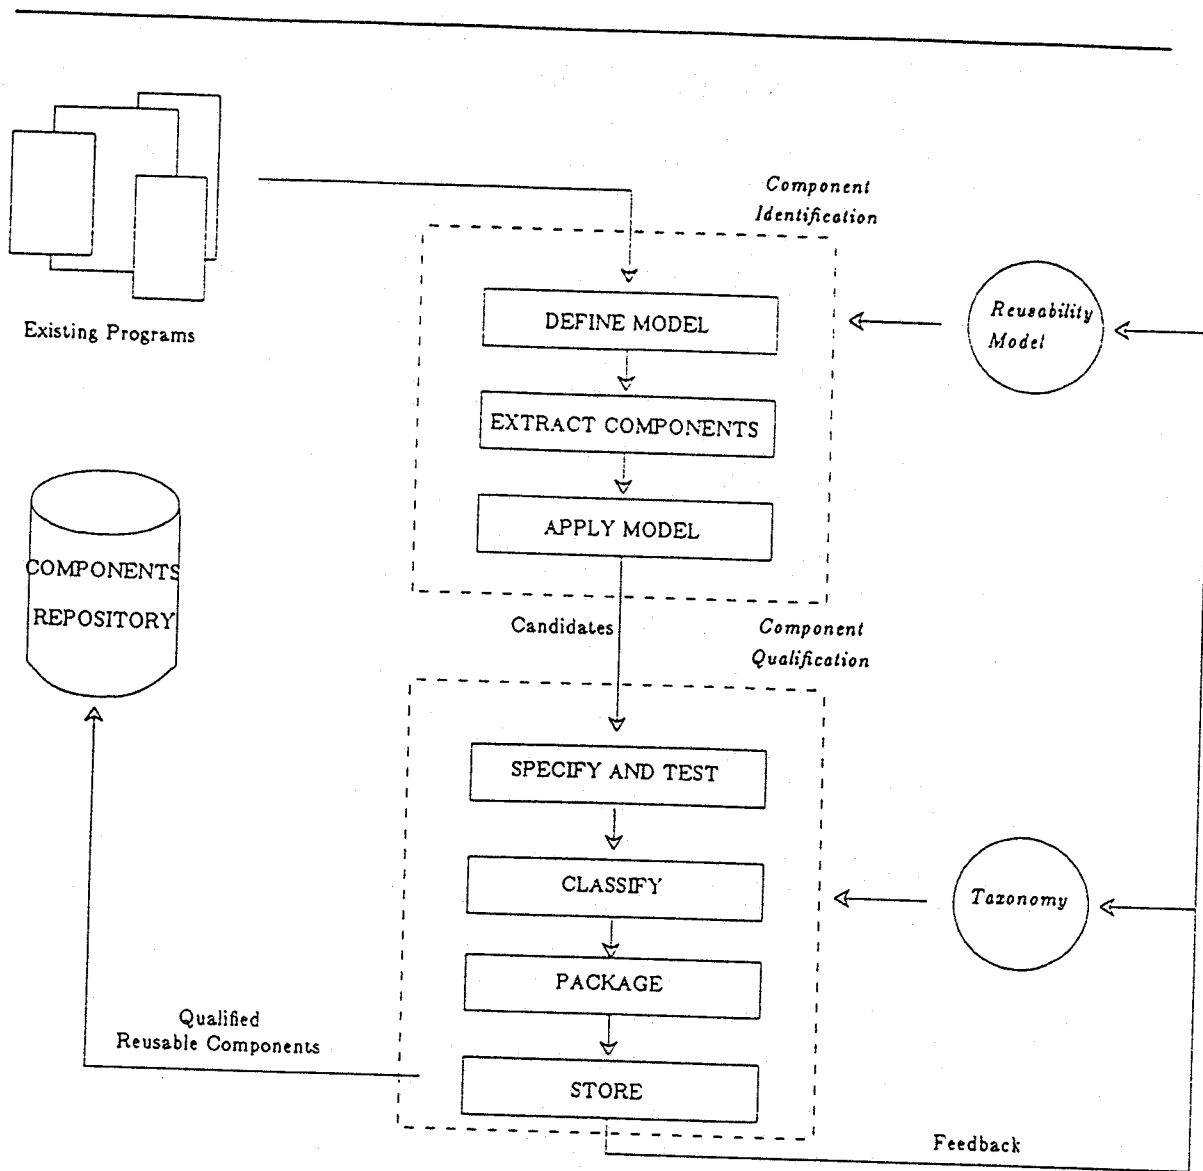 Component
Identification
Existing Programs
DEFINE MODEL
Reusability
Model
EXTRACT COMPONENTS
APPLY MODEL
COMPONENTS
REPOSITORY
Candidates
Component
Qualification
SPECIFY AND TEST
CLASSIFY
Taxonomy
PACKAGE
Qualified
Reusable Components
STORE
Feedback